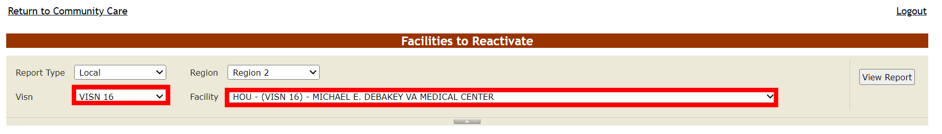 Return to Community Care Logout
Facilities to Reactivate
Report Type Local Region Region 2 View Report
Visn VISN 16 Facility HOU - (VISN 16) - MICHAEL E. DEBAKEY VA MEDICAL CENTER